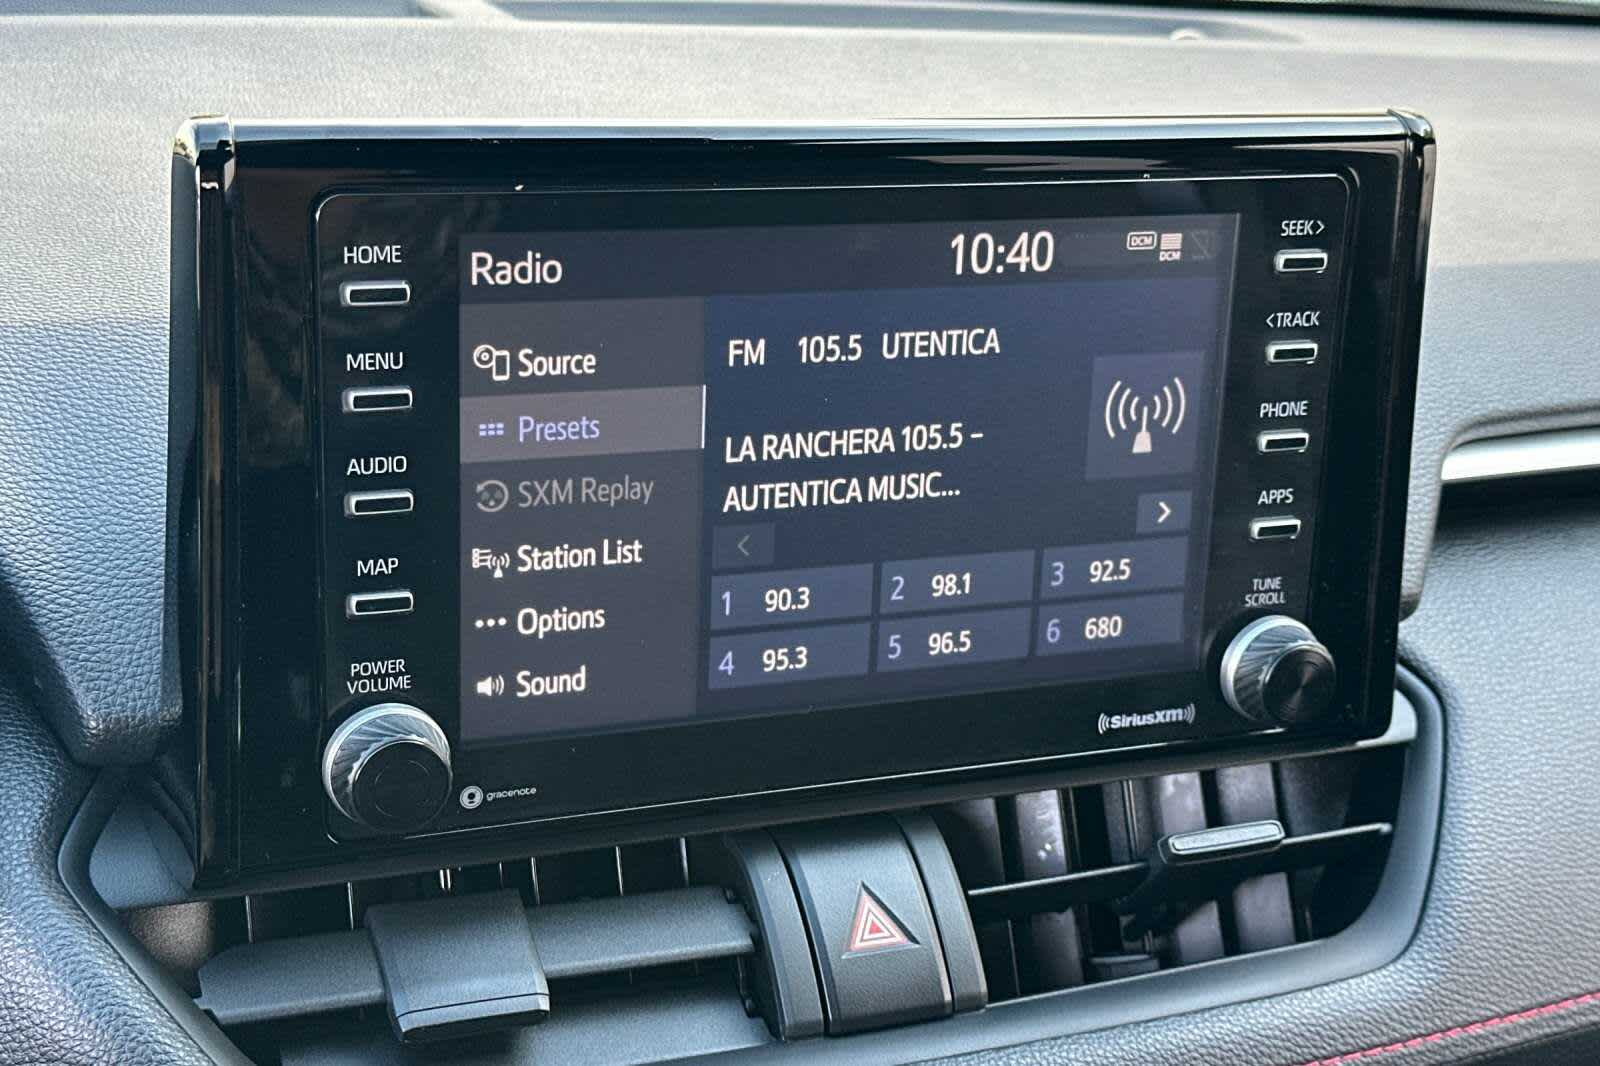 HOME
MENU
AUDIO
MAP
POWER
VOLUME
Radio
10:40
DCM
DCM
Source
Presets
SXM Replay
Station List
Options
Sound
FM 105.5 UTENTICA
LA RANCHERA 105.5 –
AUTENTICA MUSIC...
<
>
1 90.3
2 98.1
3 92.5
4 95.3
5 96.5
6 680
SEEK>
<TRACK
PHONE
APPS
TUNE
SCROLL
gracenote
((SiriusXM))